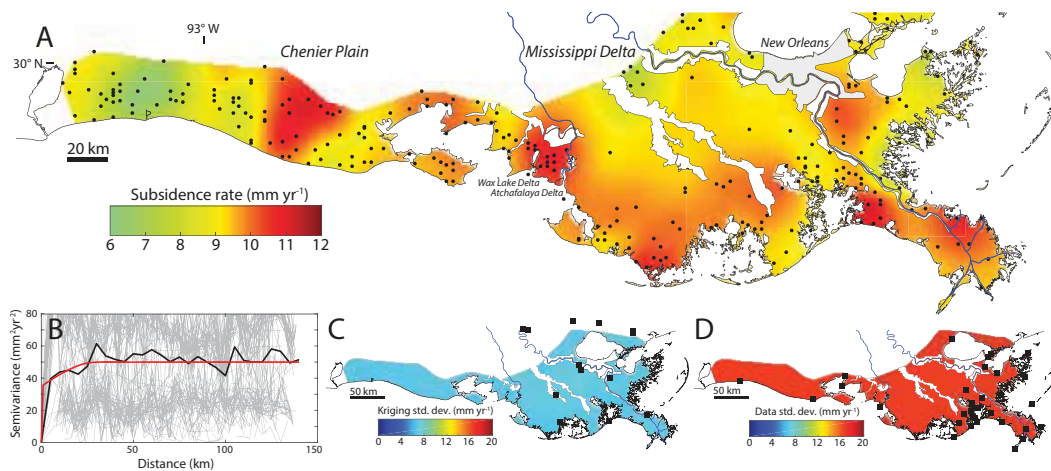 A
93° W
30° N
Chenier Plain
Mississippi Delta
New Orleans
20 km
Wax Lake Delta
Atchafalaya Delta
Subsidence rate (mm yr⁻¹)
6 7 8 9 10 11 12
B
80
60
40
20
0
Semivariance (mm²yr⁻²)
0 50 100 150
Distance (km)
C
50 km
Kriging std. dev. (mm yr⁻¹)
0 4 8 12 16 20
D
50 km
Data std. dev. (mm yr⁻¹)
0 4 8 12 16 20